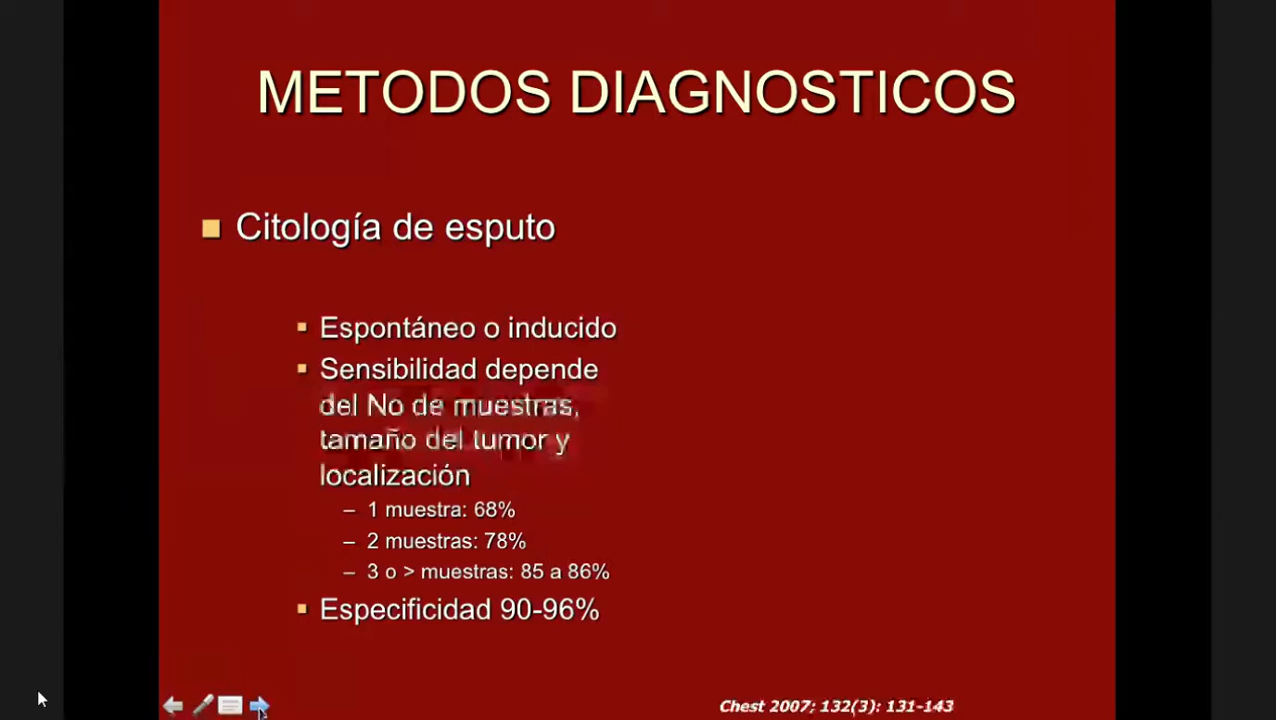 METODOS DIAGNOSTICOS
Citología de esputo
Espontáneo o inducido
Sensibilidad depende
del No de muestras,
tamaño del tumor y
localización
– 1 muestra: 68%
– 2 muestras: 78%
– 3 o > muestras: 85 a 86%
Especificidad 90-96%
Chest 2007; 132(3): 131-143